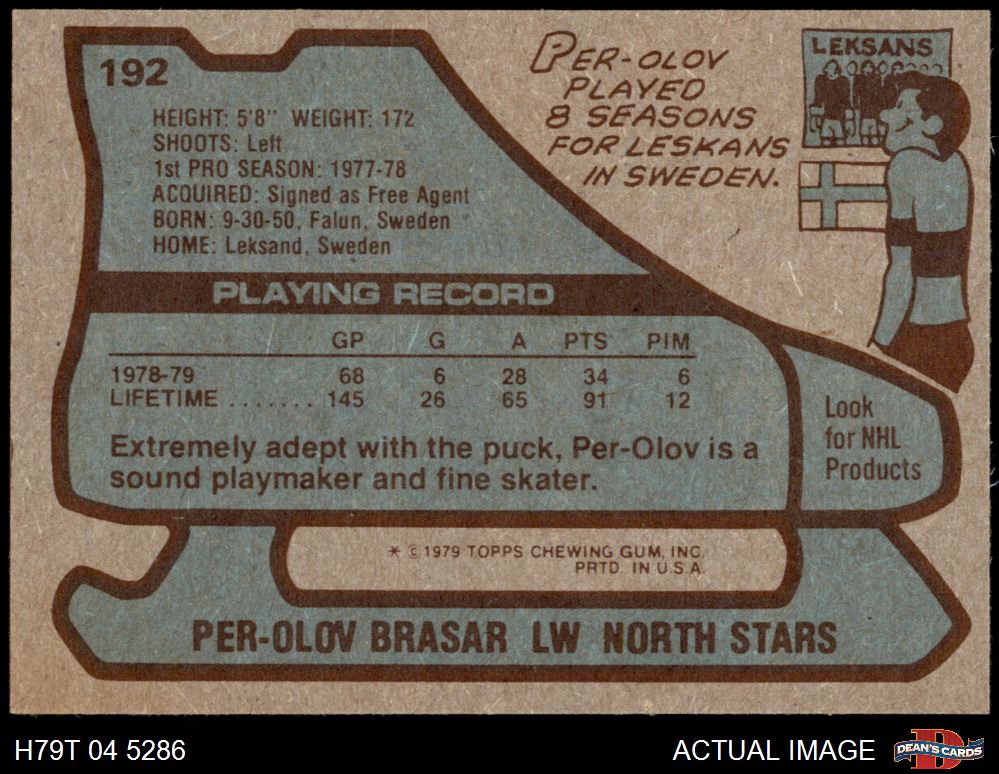 192
HEIGHT: 5'8" WEIGHT: 172
SHOOTS: Left
1st PRO SEASON: 1977-78
ACQUIRED: Signed as Free Agent
BORN: 9-30-50, Falun, Sweden
HOME: Leksand, Sweden
PER-OLOV
PLAYED
8 SEASONS
FOR LESKANS
IN SWEDEN.
LEKSANS
PLAYING RECORD
GP G A PTS PIM
1978-79 68 6 28 34 6
LIFETIME ....... 145 26 65 91 12
Extremely adept with the puck, Per-Olov is a
sound playmaker and fine skater.
Look
for NHL
Products
* ©1979 TOPPS CHEWING GUM, INC.
PRTD. IN U.S.A.
PER-OLOV BRASAR LW NORTH STARS
H79T 04 5286
ACTUAL IMAGE
DEAN'S CARDS